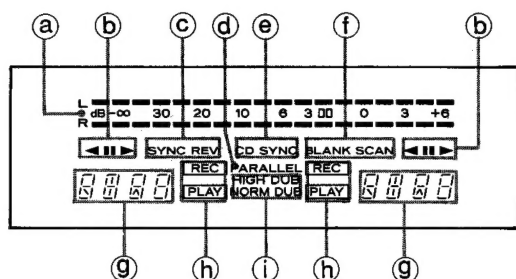 ⓐ ⓑ ⓒ ⓓ ⓔ ⓕ ⓑ
L
dB -∞ 30 20 10 6 3 0 3 +6
R
SYNC REV CD SYNC BLANK SCAN
REC PARALLEL REC
HIGH DUB
PLAY NORM DUB PLAY
ⓖ ⓗ ⓘ ⓗ ⓖ